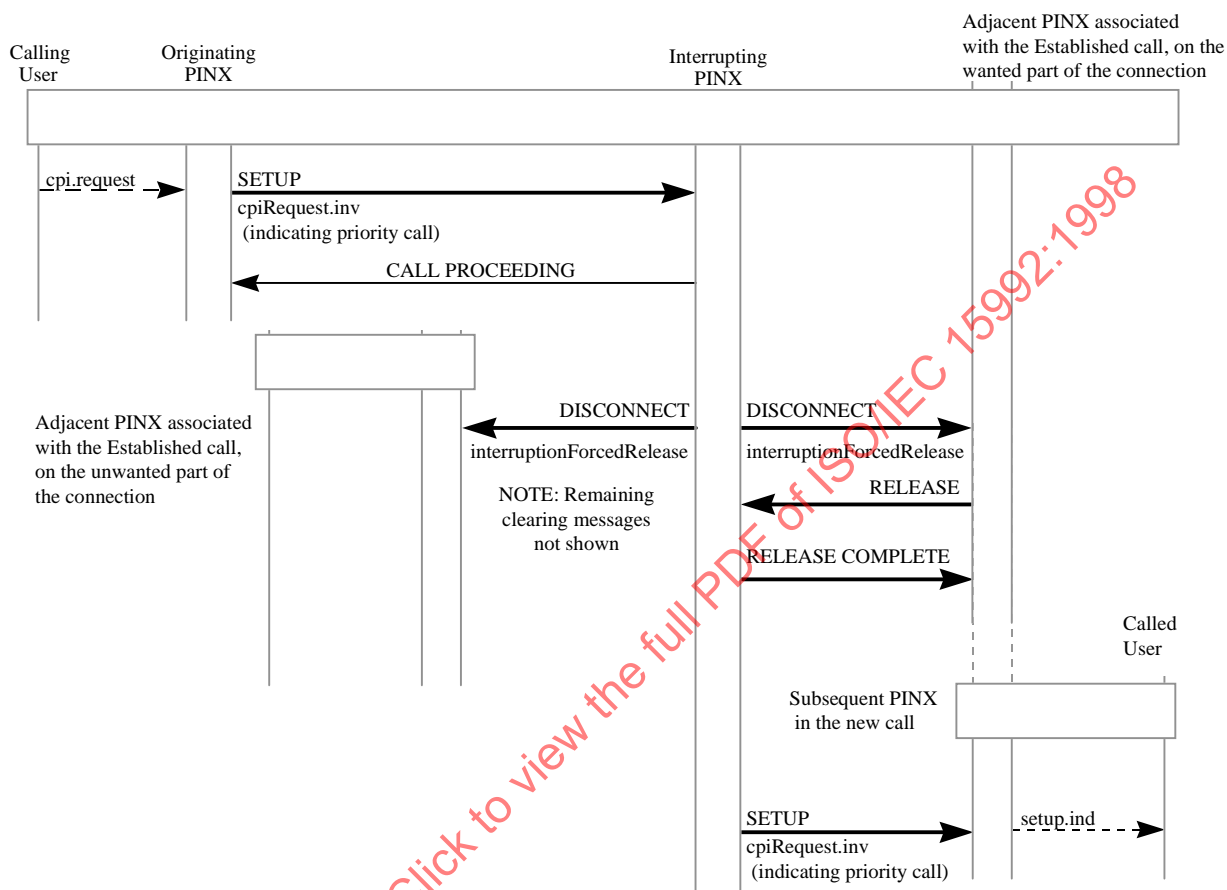 Adjacent PINX associated
with the Established call, on the
wanted part of the connection
Calling
User
Originating
PINX
Interrupting
PINX
cpi.request
SETUP
cpiRequest.inv
(indicating priority call)
CALL PROCEEDING
Adjacent PINX associated
with the Established call,
on the unwanted part of
the connection
DISCONNECT
interruptionForcedRelease
DISCONNECT
interruptionForcedRelease
NOTE: Remaining
clearing messages
not shown
RELEASE
RELEASE COMPLETE
Called
User
Subsequent PINX
in the new call
SETUP
cpiRequest.inv
(indicating priority call)
setup.ind
Click to view the full PDF of ISO/IEC 15992:1998